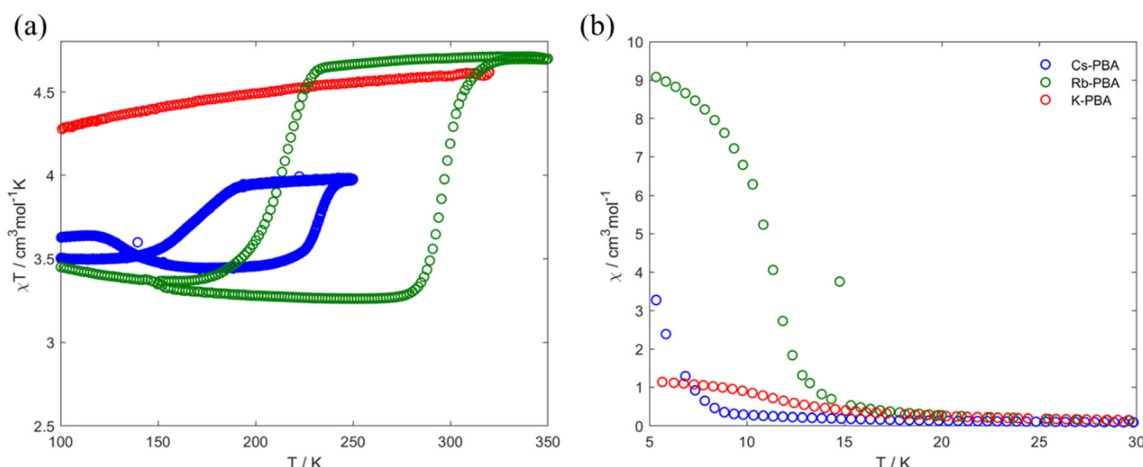 (a)
4.5
4
3.5
3
2.5
χT / cm³mol⁻¹K
100 150 200 250 300 350
T / K
(b)
10
9
8
7
6
5
4
3
2
1
0
χ / cm³mol⁻¹
Cs-PBA
Rb-PBA
K-PBA
5 10 15 20 25 30
T / K